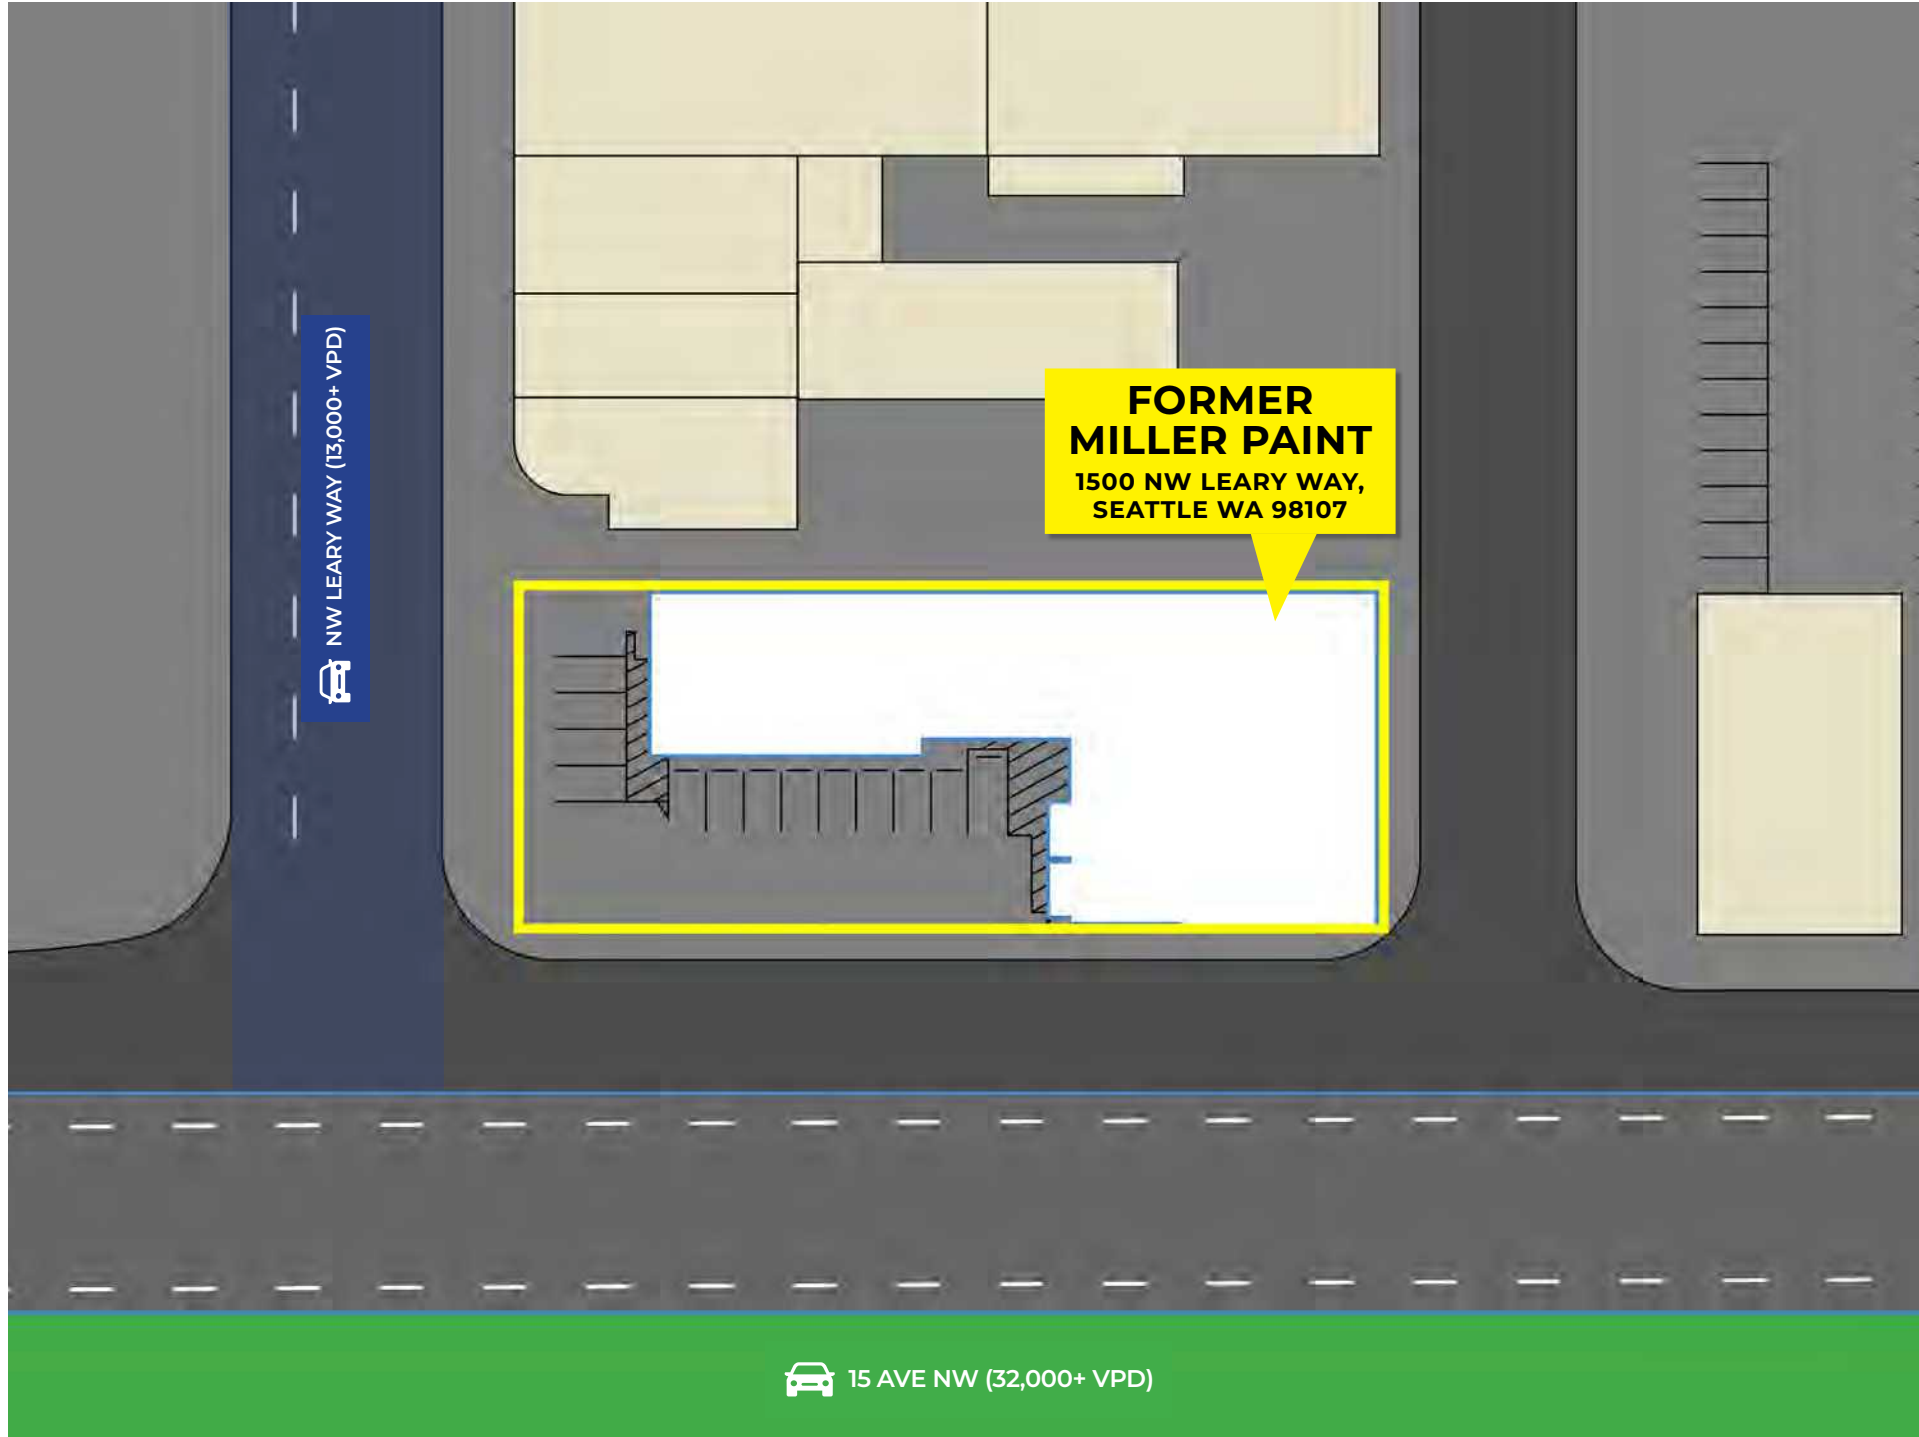 NW LEARY WAY (13,000+ VPD)
FORMER
MILLER PAINT
1500 NW LEARY WAY,
SEATTLE WA 98107
15 AVE NW (32,000+ VPD)